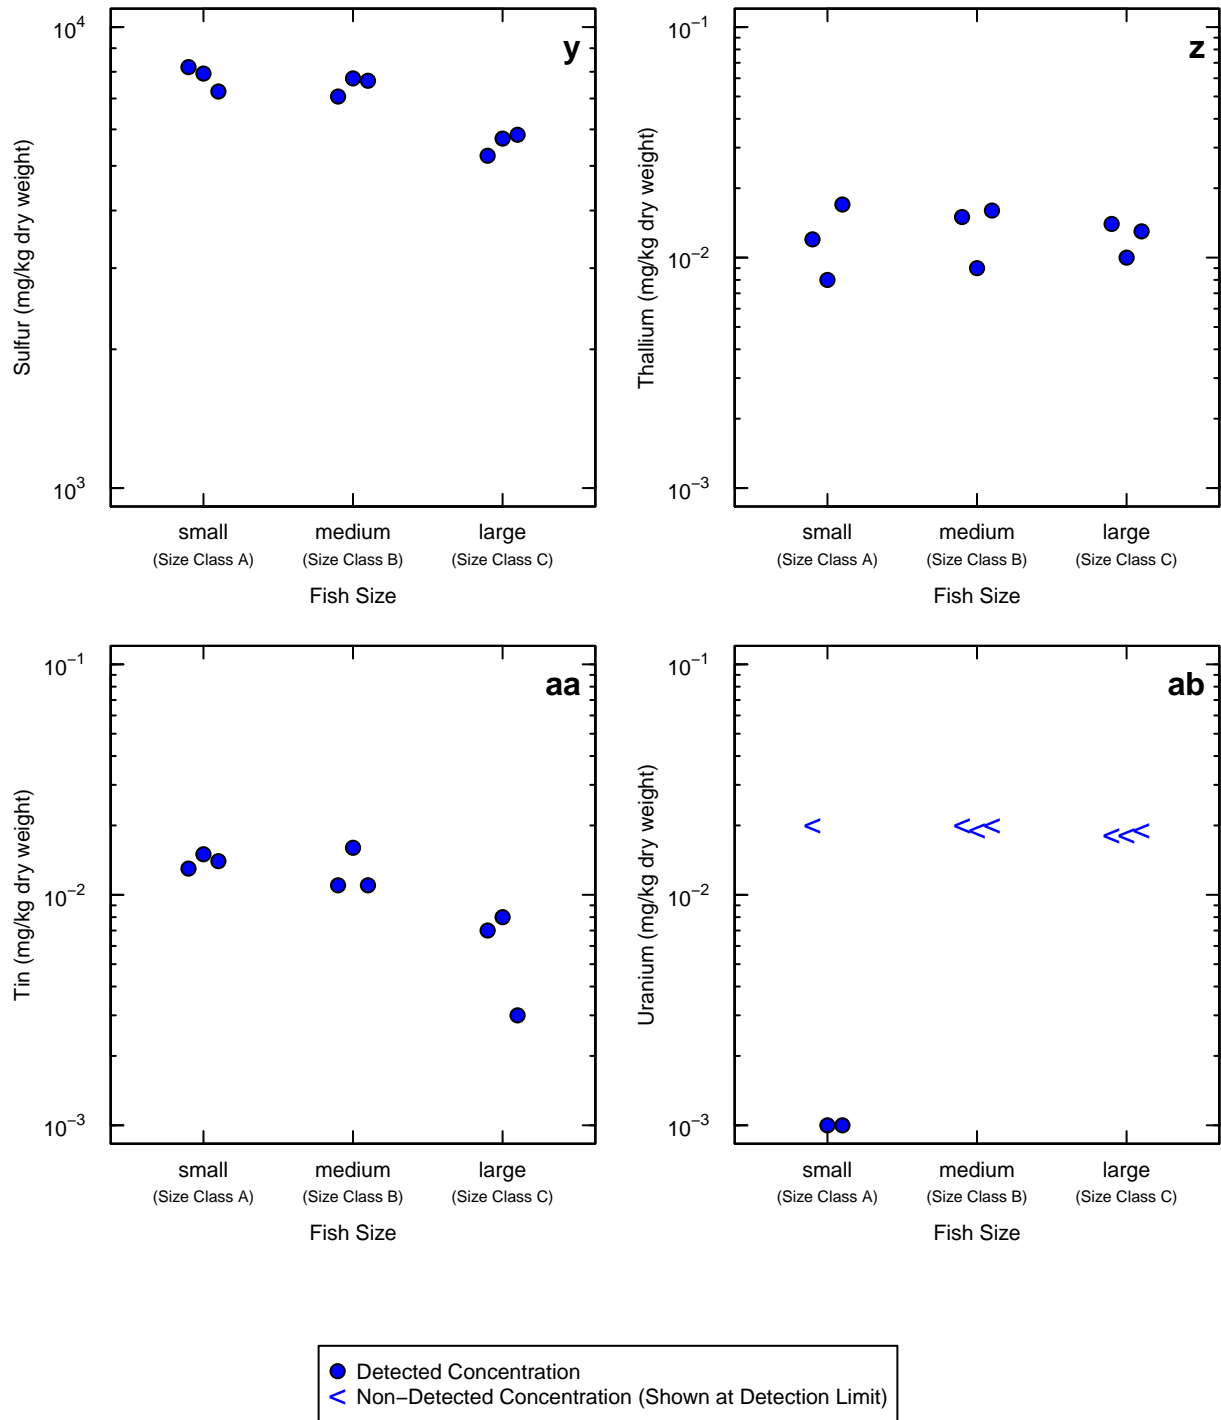 y
10⁴
10³
Sulfur (mg/kg dry weight)
small
medium
large
(Size Class A)
(Size Class B)
(Size Class C)
Fish Size
z
10⁻¹
10⁻²
10⁻³
Thallium (mg/kg dry weight)
small
medium
large
(Size Class A)
(Size Class B)
(Size Class C)
Fish Size
aa
10⁻¹
10⁻²
10⁻³
Tin (mg/kg dry weight)
small
medium
large
(Size Class A)
(Size Class B)
(Size Class C)
Fish Size
ab
10⁻¹
10⁻²
10⁻³
Uranium (mg/kg dry weight)
small
medium
large
(Size Class A)
(Size Class B)
(Size Class C)
Fish Size
Detected Concentration
< Non−Detected Concentration (Shown at Detection Limit)